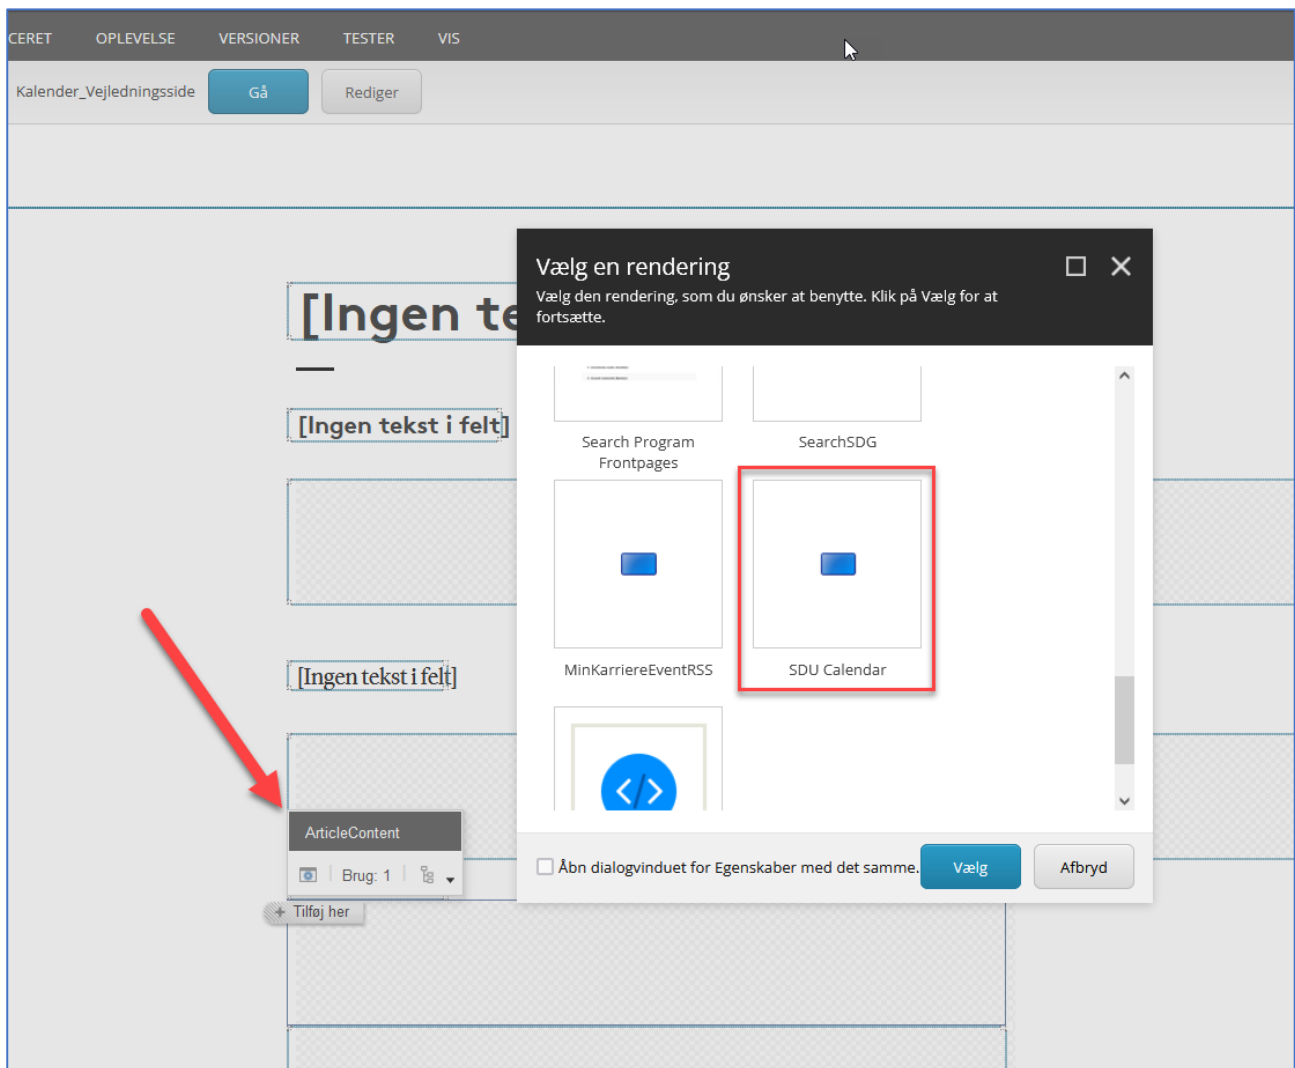 CERET OPLEVELSE VERSIONER TESTER VIS
Kalender_Vejledningsside Gå Rediger
Vælg en rendering
Vælg den rendering, som du ønsker at benytte. Klik på Vælg for at
fortsætte.
[Ingen te
[Ingen tekst i felt]
Search Program
Frontpages
SearchSDG
MinKarriereEventRSS
SDU Calendar
[Ingen tekst i felt]
ArticleContent
Brug: 1
+ Tilføj her
Åbn dialogvinduet for Egenskaber med det samme.
Vælg
Afbryd